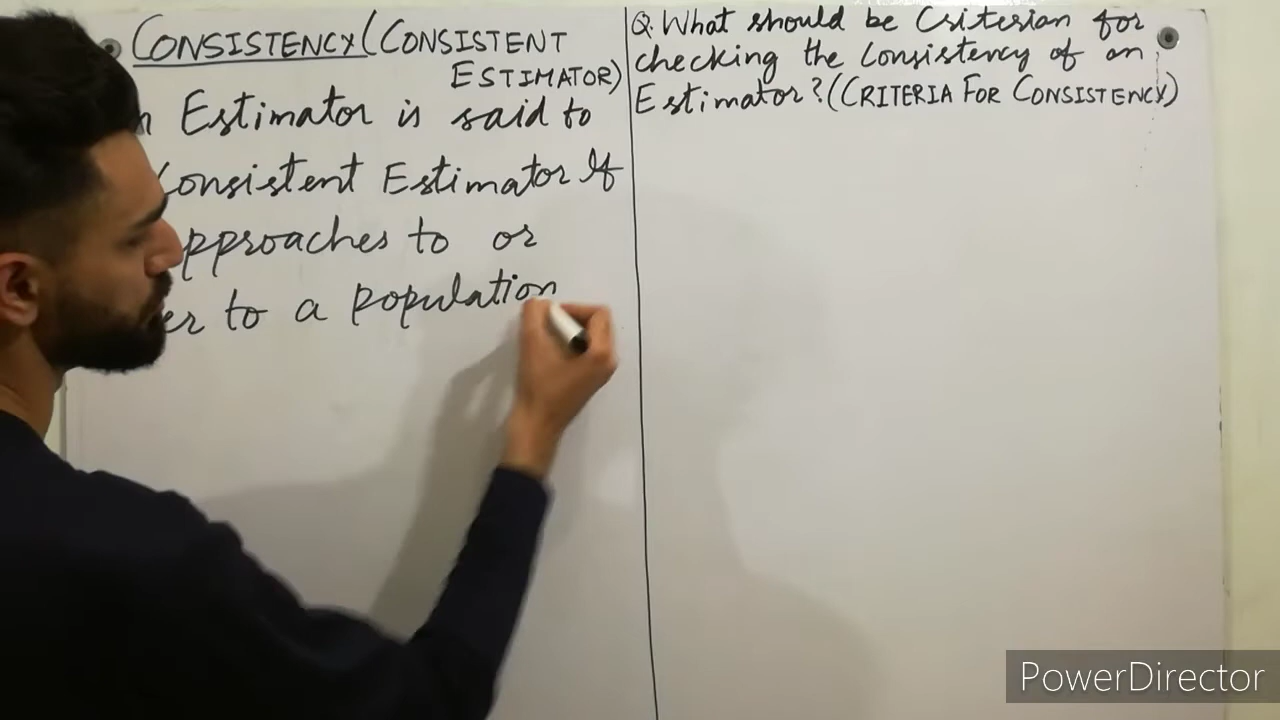 CONSISTENCY (CONSISTENT
ESTIMATOR)
n Estimator is said to
Consistent Estimator If
pproaches to or
er to a population
Q. What should be Criterian for
checking the Consistency of an
Estimator? (CRITERIA FOR CONSISTENCY)
PowerDirector